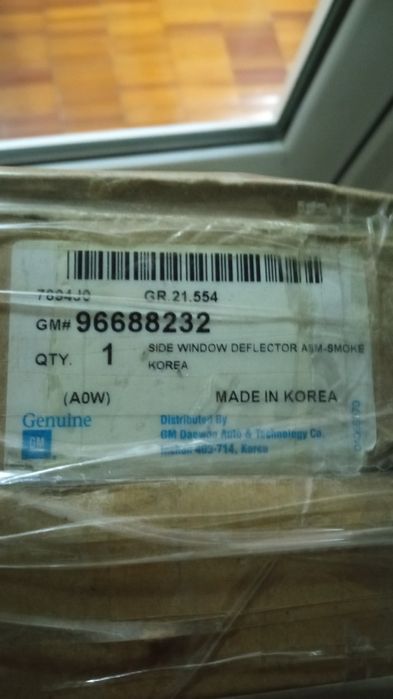 7894J0 GR.21.554
GM# 96688232
QTY. 1 SIDE WINDOW DEFLECTOR ASM-SMOKE
KOREA
(A0W) MADE IN KOREA
Genuine
GM
Distributed By
GM Daewoo Auto & Technology Co.
Incheon 403-714, Korea